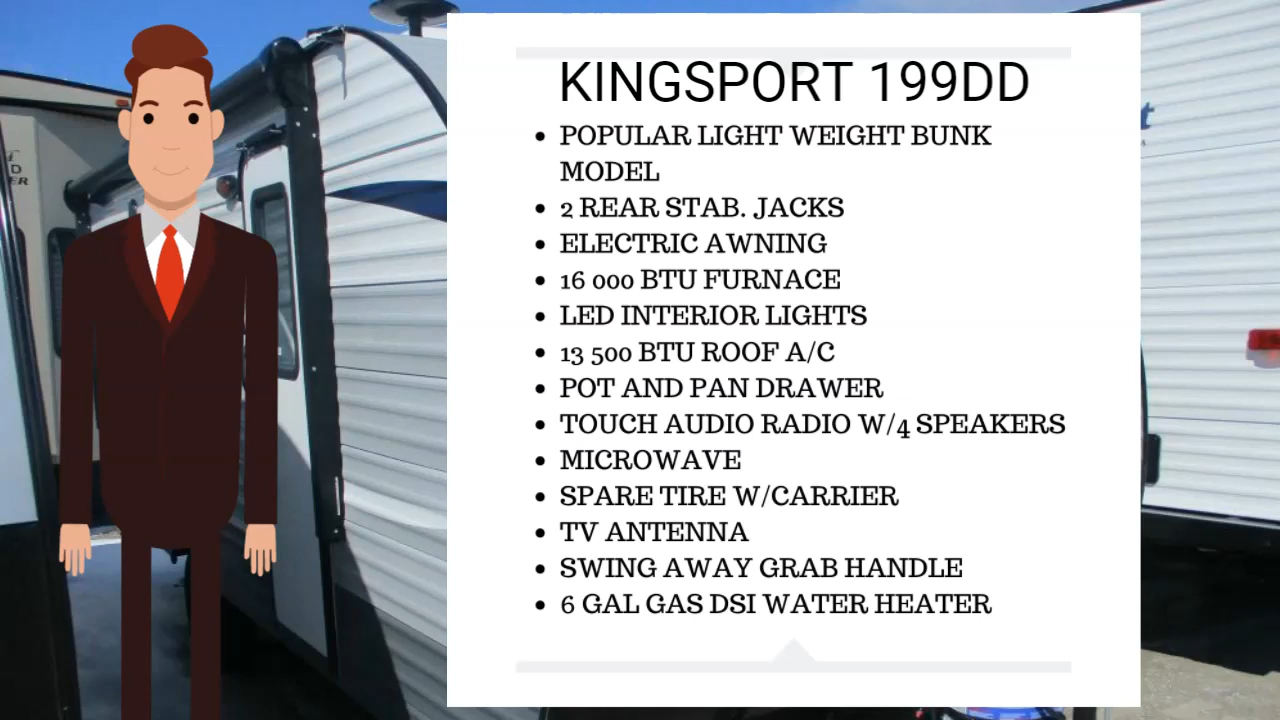 KINGSPORT 199DD
• POPULAR LIGHT WEIGHT BUNK
MODEL
• 2 REAR STAB. JACKS
• ELECTRIC AWNING
• 16 000 BTU FURNACE
• LED INTERIOR LIGHTS
• 13 500 BTU ROOF A/C
• POT AND PAN DRAWER
• TOUCH AUDIO RADIO W/4 SPEAKERS
• MICROWAVE
• SPARE TIRE W/CARRIER
• TV ANTENNA
• SWING AWAY GRAB HANDLE
• 6 GAL GAS DSI WATER HEATER